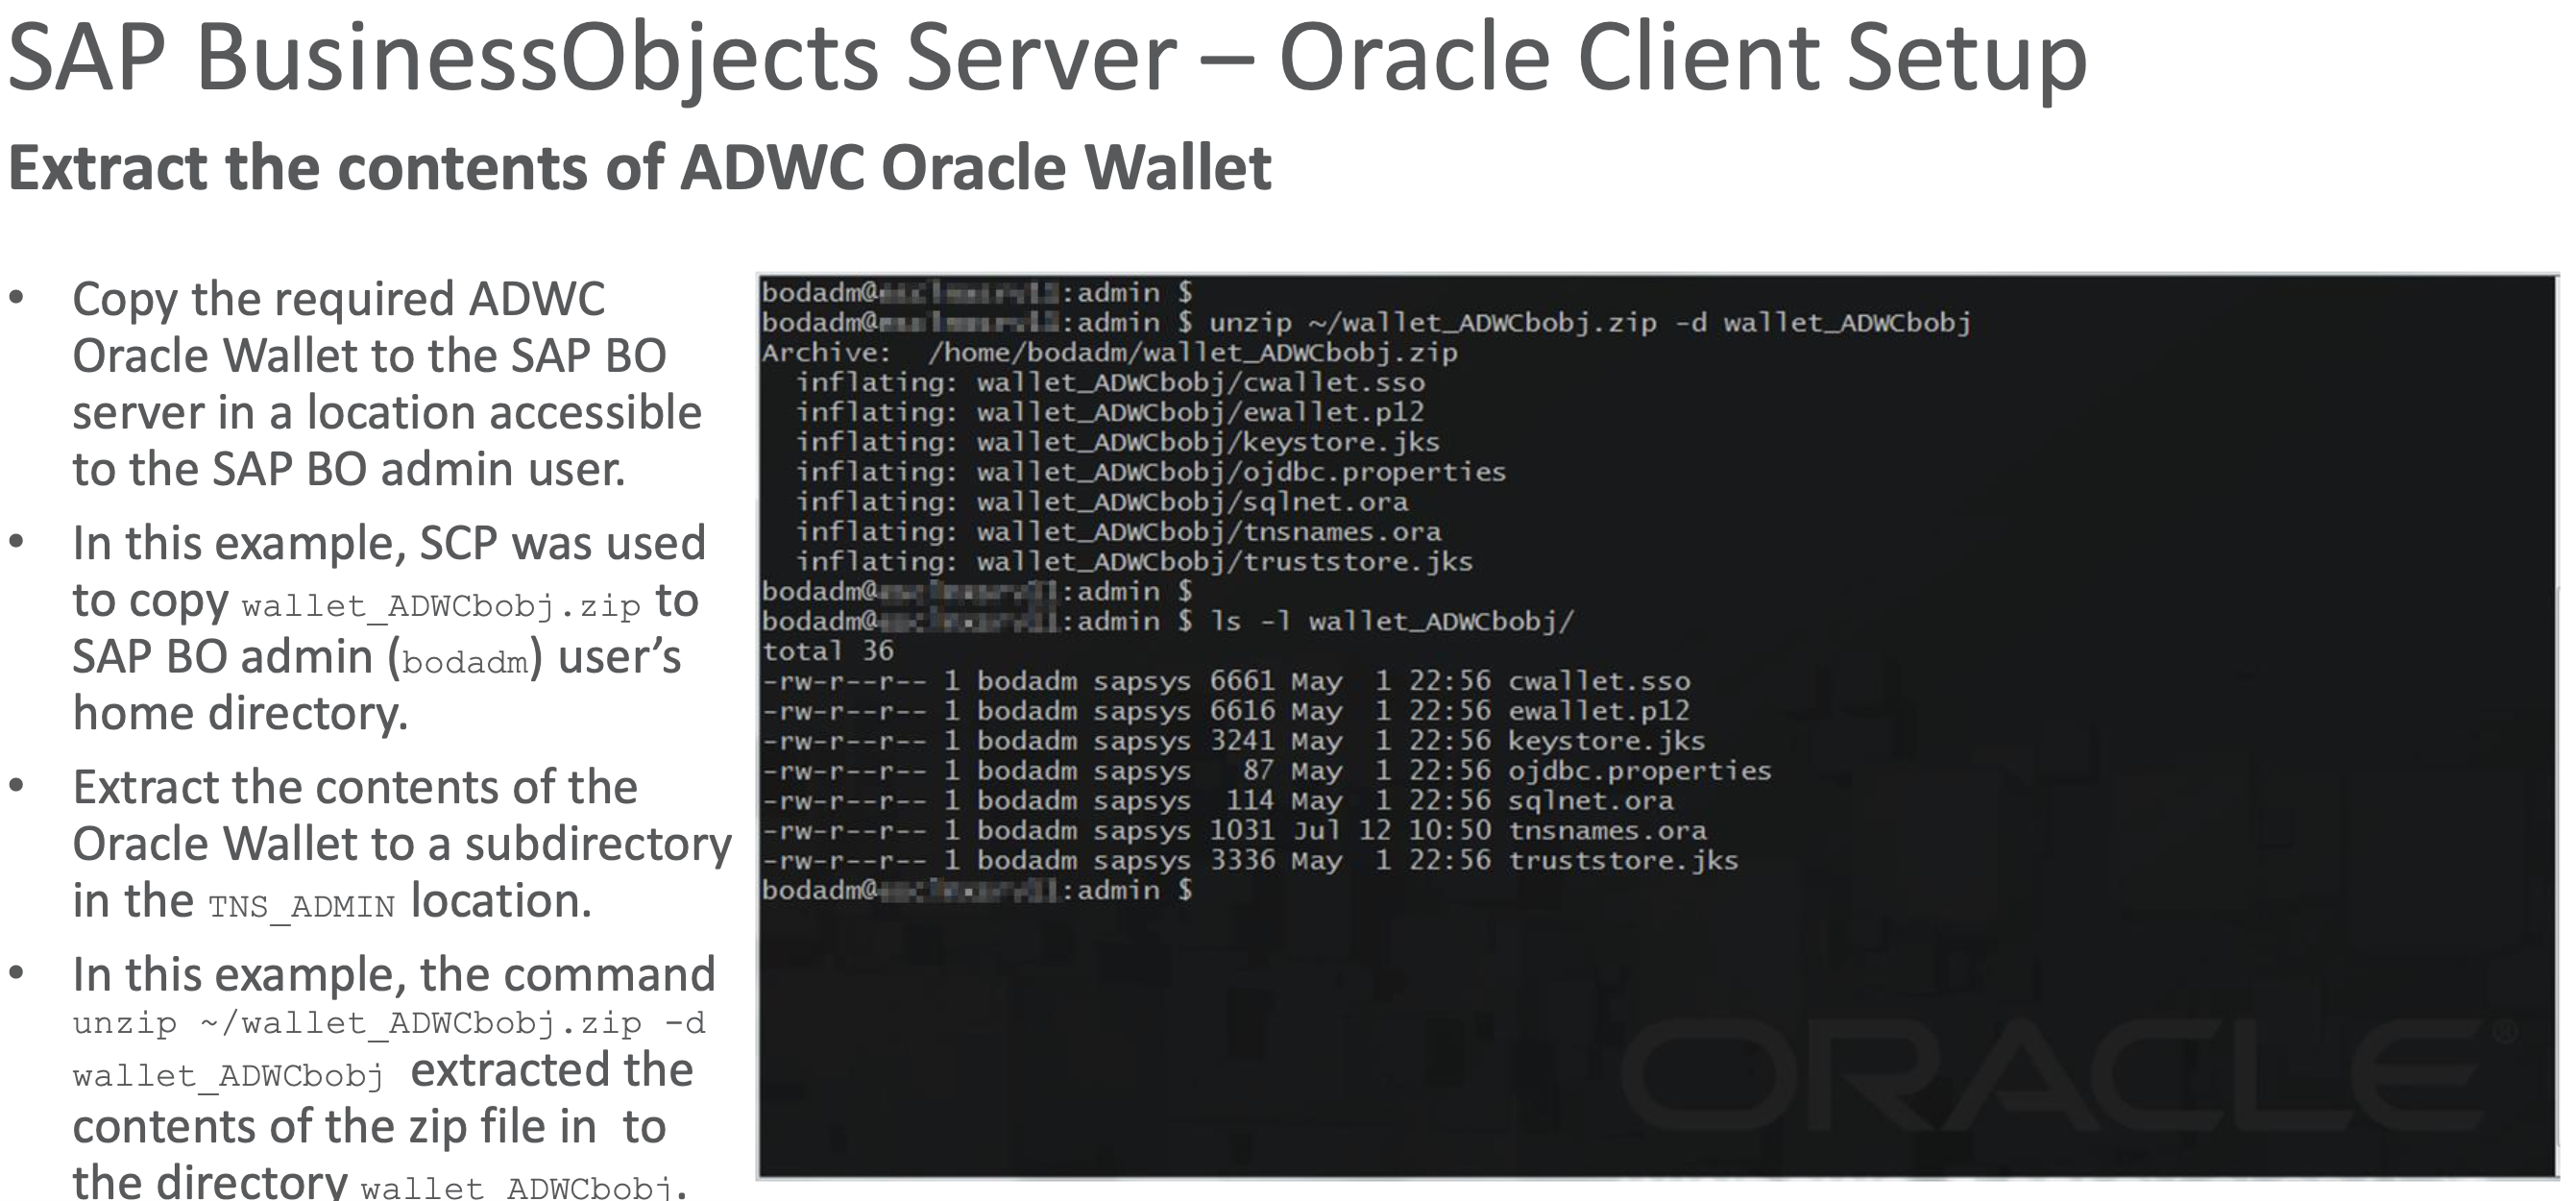 SAP BusinessObjects Server – Oracle Client Setup
Extract the contents of ADWC Oracle Wallet
• Copy the required ADWC
Oracle Wallet to the SAP BO
server in a location accessible
to the SAP BO admin user.
• In this example, SCP was used
to copy wallet_ADWCbobj.zip to
SAP BO admin (bodadm) user’s
home directory.
• Extract the contents of the
Oracle Wallet to a subdirectory
in the TNS_ADMIN location.
• In this example, the command
unzip ~/wallet_ADWCbobj.zip -d
wallet_ADWCbobj  extracted the
contents of the zip file in  to
the directory wallet_ADWCbobj.
bodadm@ :admin $
bodadm@ :admin $ unzip ~/wallet_ADWCbobj.zip -d wallet_ADWCbobj
Archive:  /home/bodadm/wallet_ADWCbobj.zip
  inflating: wallet_ADWCbobj/cwallet.sso
  inflating: wallet_ADWCbobj/ewallet.p12
  inflating: wallet_ADWCbobj/keystore.jks
  inflating: wallet_ADWCbobj/ojdbc.properties
  inflating: wallet_ADWCbobj/sqlnet.ora
  inflating: wallet_ADWCbobj/tnsnames.ora
  inflating: wallet_ADWCbobj/truststore.jks
bodadm@ :admin $
bodadm@ :admin $ ls -l wallet_ADWCbobj/
total 36
-rw-r--r-- 1 bodadm sapsys 6661 May  1 22:56 cwallet.sso
-rw-r--r-- 1 bodadm sapsys 6616 May  1 22:56 ewallet.p12
-rw-r--r-- 1 bodadm sapsys 3241 May  1 22:56 keystore.jks
-rw-r--r-- 1 bodadm sapsys   87 May  1 22:56 ojdbc.properties
-rw-r--r-- 1 bodadm sapsys  114 May  1 22:56 sqlnet.ora
-rw-r--r-- 1 bodadm sapsys 1031 Jul 12 10:50 tnsnames.ora
-rw-r--r-- 1 bodadm sapsys 3336 May  1 22:56 truststore.jks
bodadm@ :admin $
ORACLE®